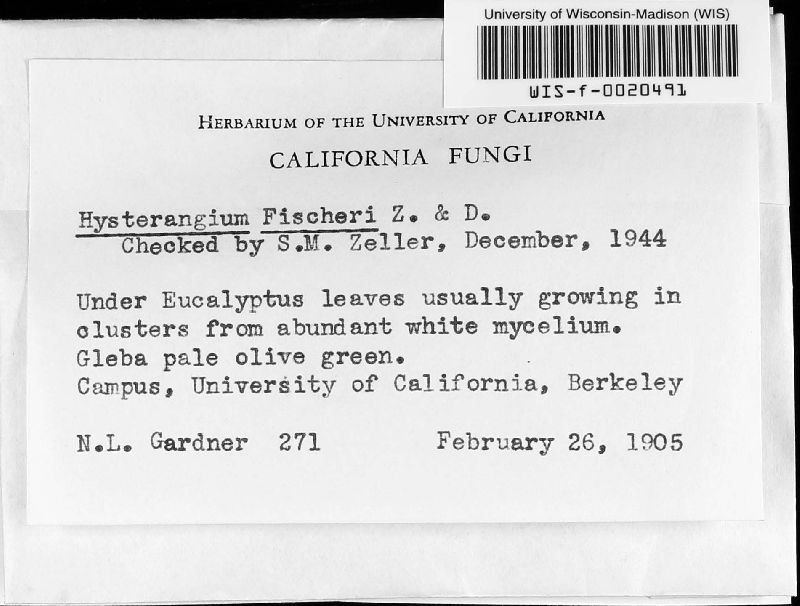 University of Wisconsin-Madison (WIS)
WIS-f-0020491
HERBARIUM OF THE UNIVERSITY OF CALIFORNIA
CALIFORNIA FUNGI
Hysterangium Fischeri Z. & D.
Checked by S.M. Zeller, December, 1944
Under Eucalyptus leaves usually growing in
clusters from abundant white mycelium.
Gleba pale olive green.
Campus, University of California, Berkeley
N.L. Gardner 271 February 26, 1905